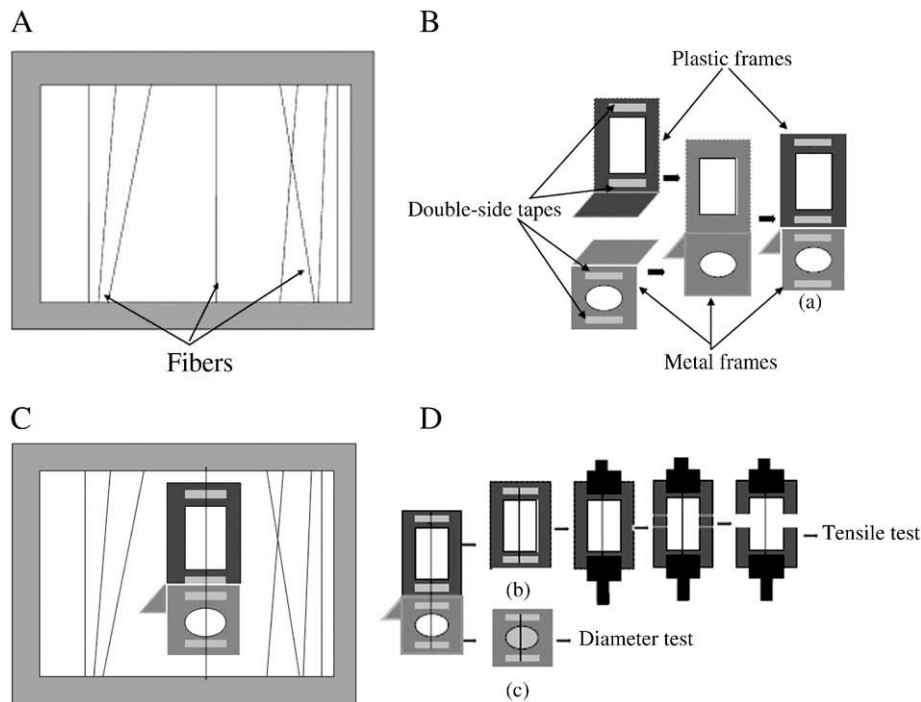 A
Fibers
B
Plastic frames
Double-side tapes
(a)
Metal frames
C
D
Tensile test
(b)
Diameter test
(c)